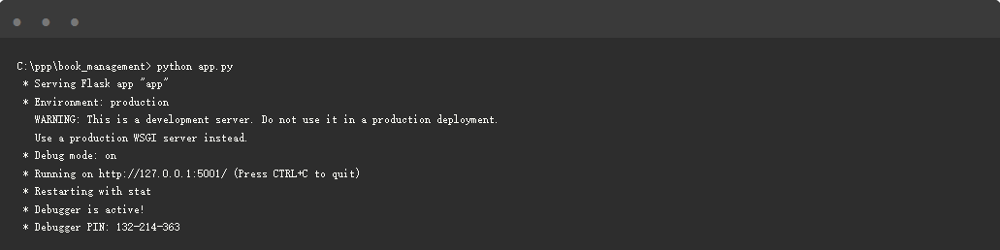 C:\ppp\book_management> python app.py
* Serving Flask app "app"
* Environment: production
WARNING: This is a development server. Do not use it in a production deployment.
Use a production WSGI server instead.
* Debug mode: on
* Running on http://127.0.0.1:5001/ (Press CTRL+C to quit)
* Restarting with stat
* Debugger is active!
* Debugger PIN: 132-214-363